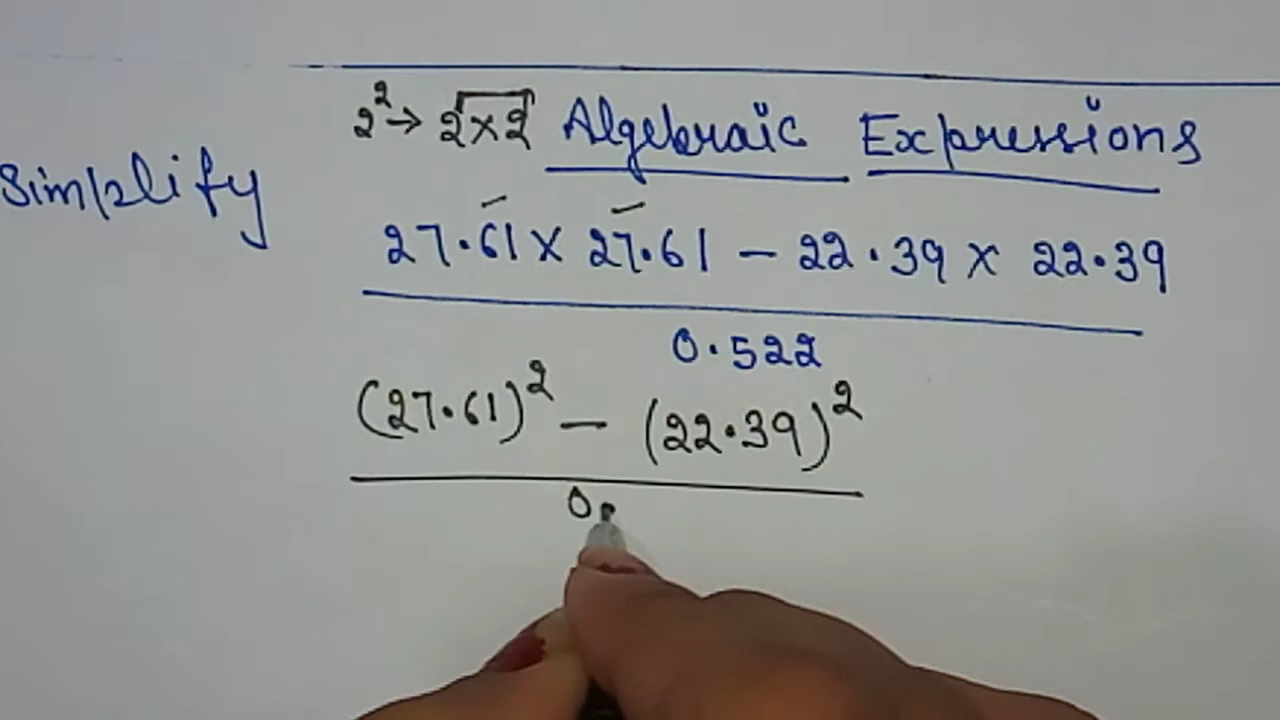 2² → 2×2 Algebraic Expressions
Simplify
27.61 × 27.61 − 22.39 × 22.39
0.522
(27.61)² − (22.39)²
0.